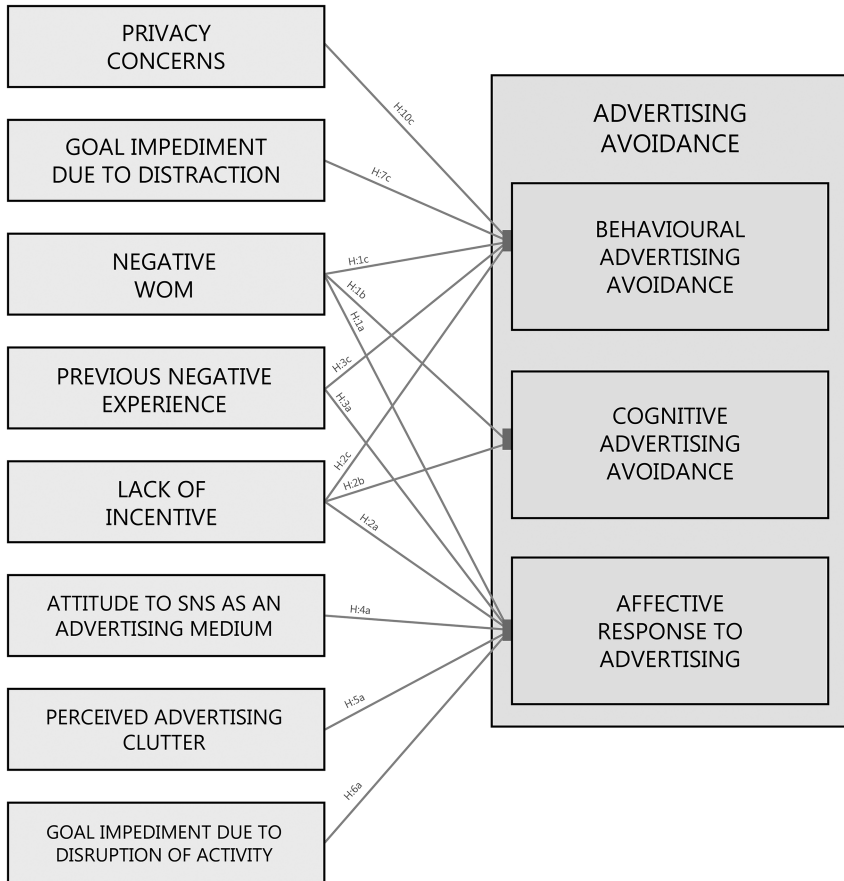 PRIVACY
CONCERNS
GOAL IMPEDIMENT
DUE TO DISTRACTION
NEGATIVE
WOM
PREVIOUS NEGATIVE
EXPERIENCE
LACK OF
INCENTIVE
ATTITUDE TO SNS AS AN
ADVERTISING MEDIUM
PERCEIVED ADVERTISING
CLUTTER
GOAL IMPEDIMENT DUE TO
DISRUPTION OF ACTIVITY
H:10c
H:7c
H:1c
H:1b
H:1a
H:3c
H:3a
H:2c
H:2b
H:2a
H:4a
H:5a
H:6a
ADVERTISING
AVOIDANCE
BEHAVIOURAL
ADVERTISING
AVOIDANCE
COGNITIVE
ADVERTISING
AVOIDANCE
AFFECTIVE
RESPONSE TO
ADVERTISING